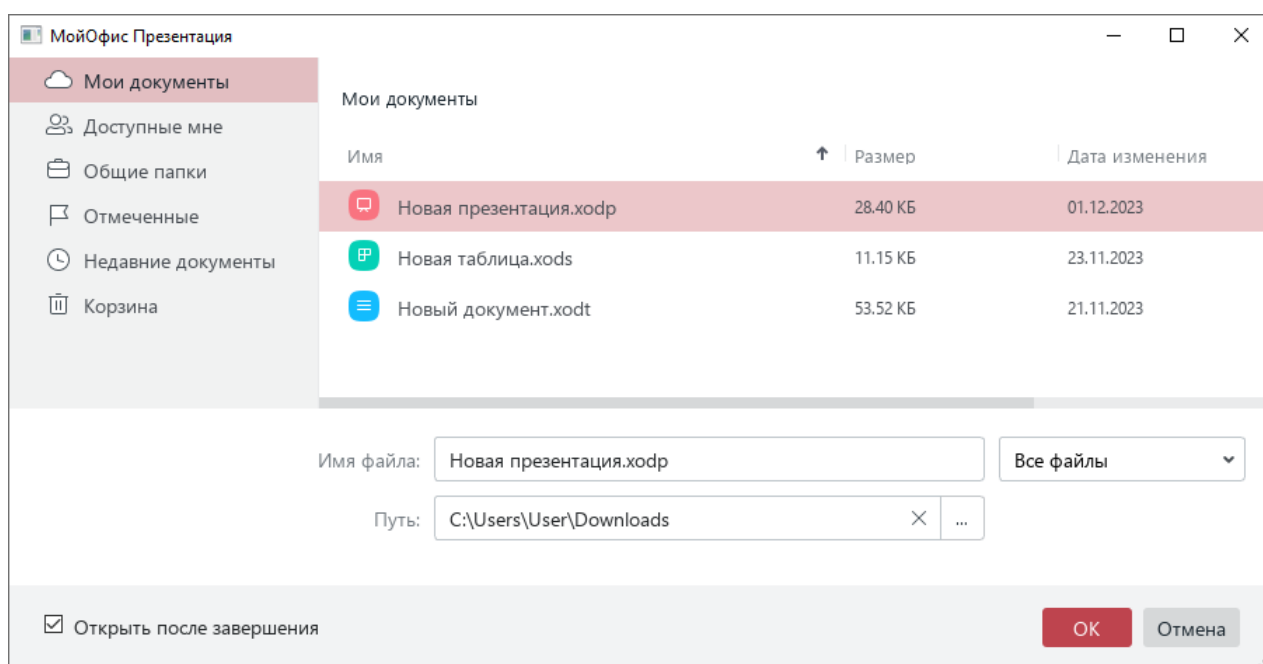 МойОфис Презентация
Мои документы
Доступные мне
Общие папки
Отмеченные
Недавние документы
Корзина
Мои документы
Имя Размер Дата изменения
Новая презентация.xodp 28.40 КБ 01.12.2023
Новая таблица.xods 11.15 КБ 23.11.2023
Новый документ.xodt 53.52 КБ 21.11.2023
Имя файла: Новая презентация.xodp Все файлы
Путь: C:\Users\User\Downloads ...
Открыть после завершения ОК Отмена